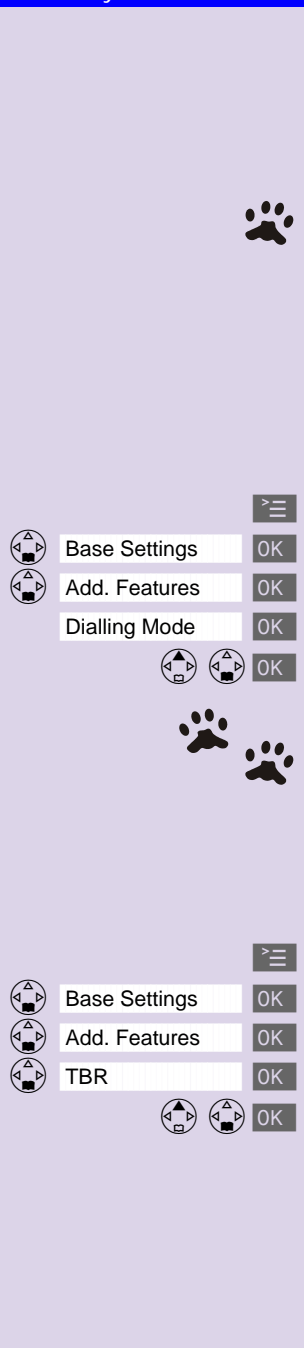 Base Settings OK
Add. Features OK
Dialling Mode OK
OK
Base Settings OK
Add. Features OK
TBR OK
OK